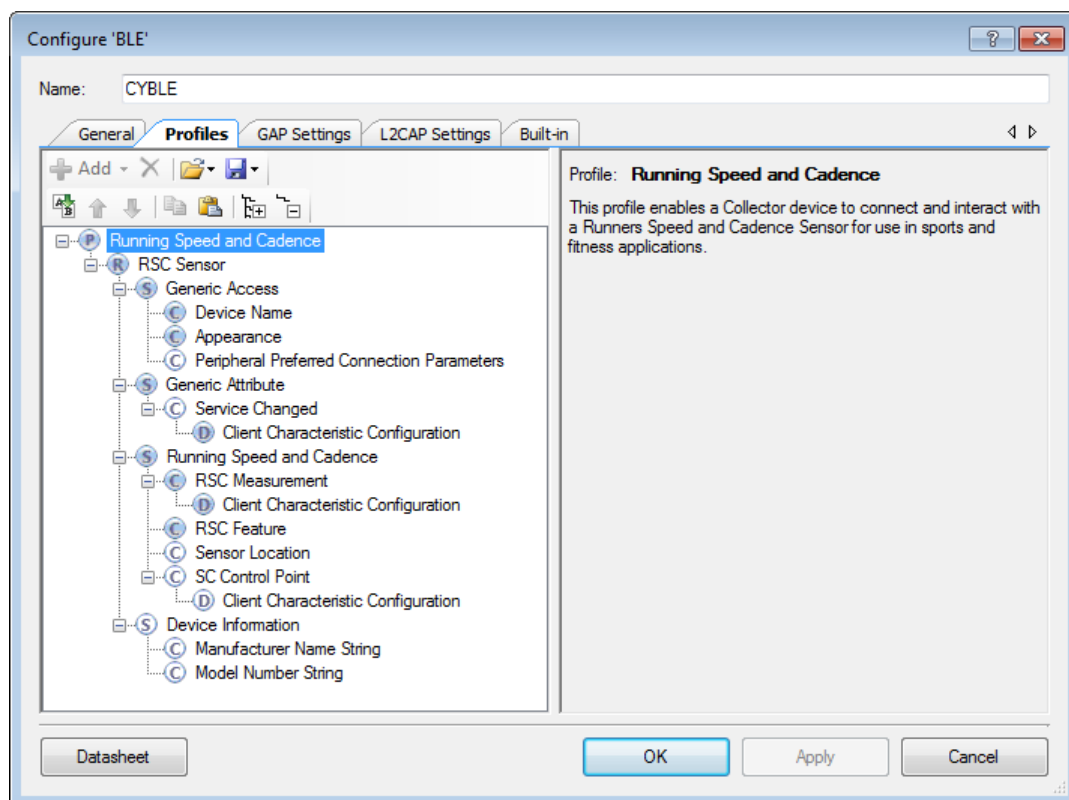 Configure 'BLE'
?
Name: CYBLE
General Profiles GAP Settings L2CAP Settings Built-in
Add
Profile: Running Speed and Cadence
This profile enables a Collector device to connect and interact with
a Runners Speed and Cadence Sensor for use in sports and
fitness applications.
P Running Speed and Cadence
R RSC Sensor
S Generic Access
C Device Name
C Appearance
C Peripheral Preferred Connection Parameters
S Generic Attribute
C Service Changed
D Client Characteristic Configuration
S Running Speed and Cadence
C RSC Measurement
D Client Characteristic Configuration
C RSC Feature
C Sensor Location
C SC Control Point
D Client Characteristic Configuration
S Device Information
C Manufacturer Name String
C Model Number String
Datasheet OK Apply Cancel